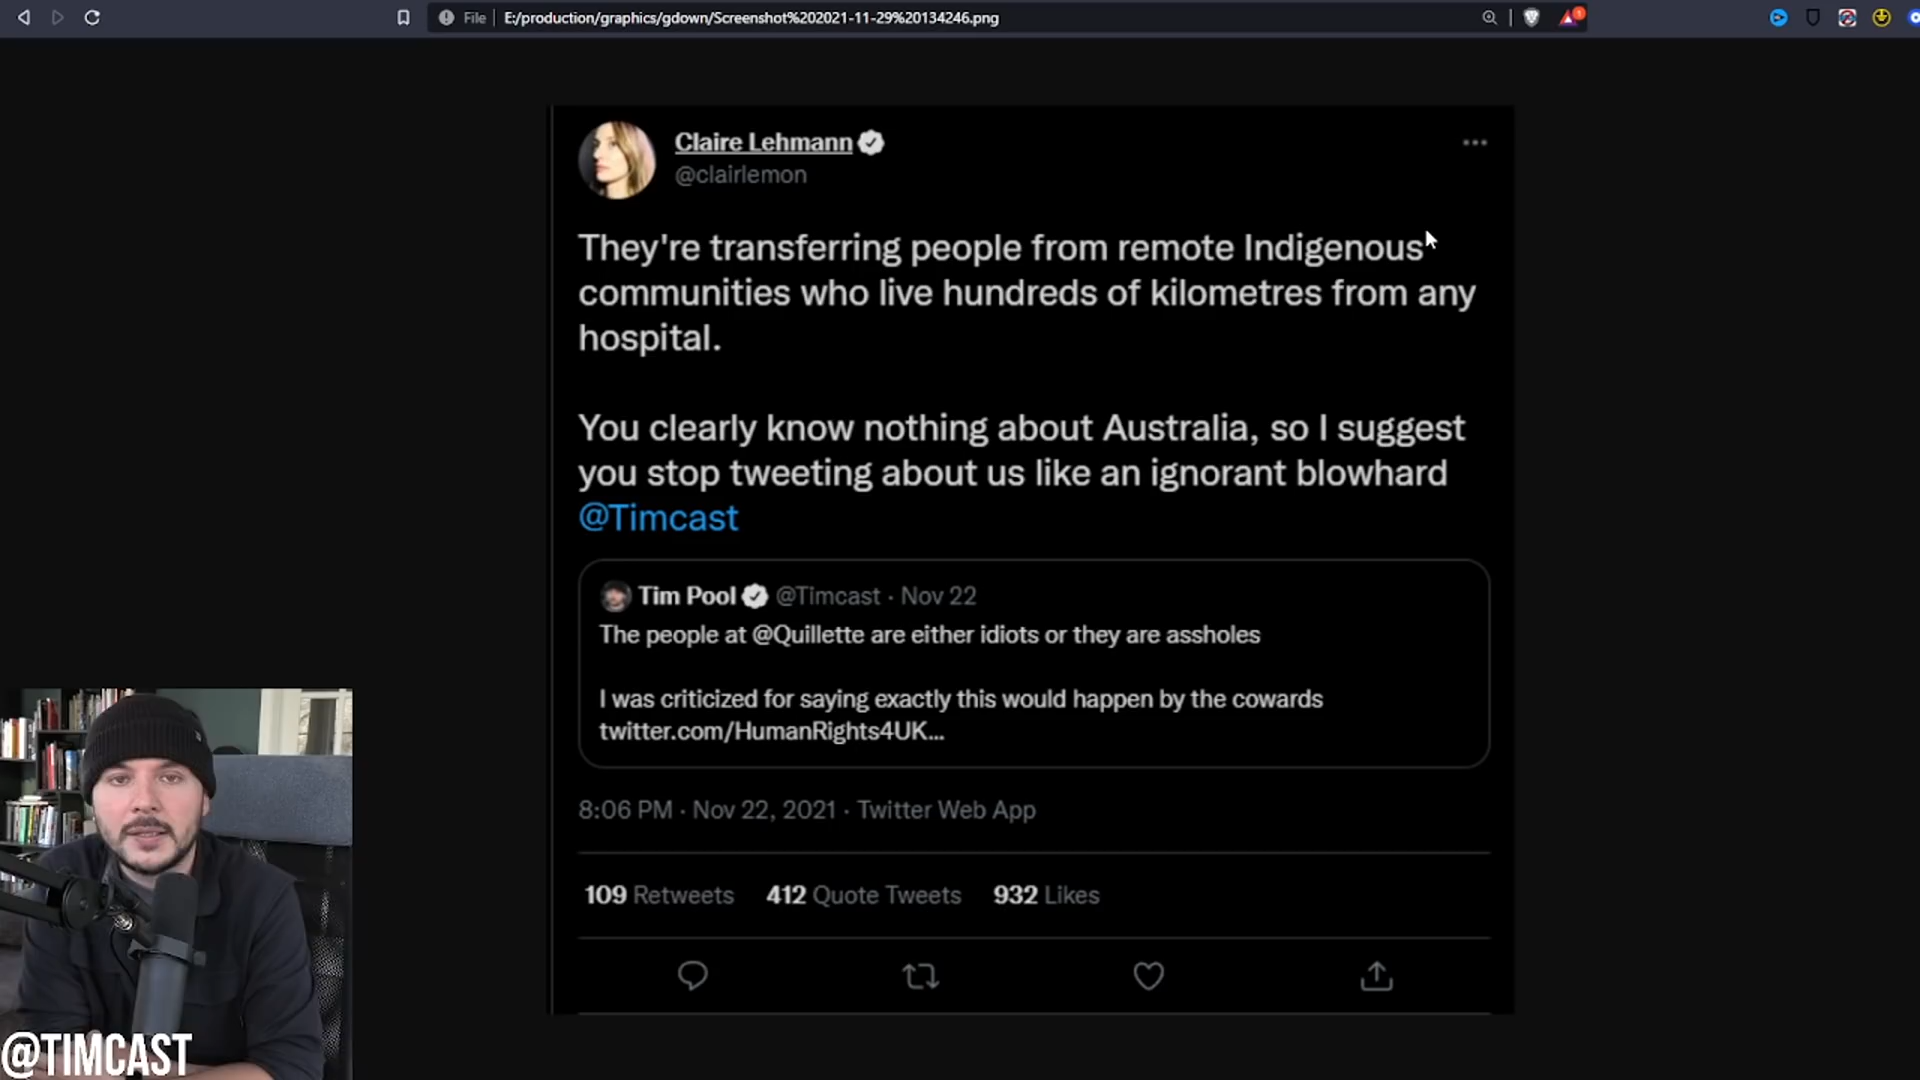 File E:/production/graphics/gdown/Screenshot%202021-11-29%20134246.png
Claire Lehmann
@clairlemon
They're transferring people from remote Indigenous
communities who live hundreds of kilometres from any
hospital.
You clearly know nothing about Australia, so I suggest
you stop tweeting about us like an ignorant blowhard
@Timcast
Tim Pool @Timcast · Nov 22
The people at @Quillette are either idiots or they are assholes
I was criticized for saying exactly this would happen by the cowards
twitter.com/HumanRights4UK...
8:06 PM · Nov 22, 2021 · Twitter Web App
109 Retweets 412 Quote Tweets 932 Likes
@TIMCAST